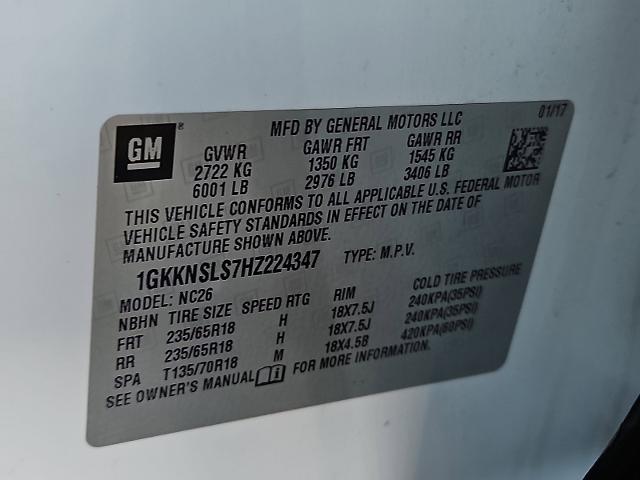 GM ®
MFD BY GENERAL MOTORS LLC 01/17
GVWR GAWR FRT GAWR RR
2722 KG 1350 KG 1545 KG
6001 LB 2976 LB 3406 LB
THIS VEHICLE CONFORMS TO ALL APPLICABLE U.S. FEDERAL MOTOR
VEHICLE SAFETY STANDARDS IN EFFECT ON THE DATE OF
MANUFACTURE SHOWN ABOVE.
1GKKNSLS7HZ224347 TYPE: M.P.V.
MODEL: NC26
NBHN TIRE SIZE SPEED RTG RIM COLD TIRE PRESSURE
FRT 235/65R18 H 18X7.5J 240KPA(35PSI)
RR 235/65R18 H 18X7.5J 240KPA(35PSI)
SPA T135/70R18 M 18X4.5B 420KPA(60PSI)
SEE OWNER'S MANUAL FOR MORE INFORMATION.